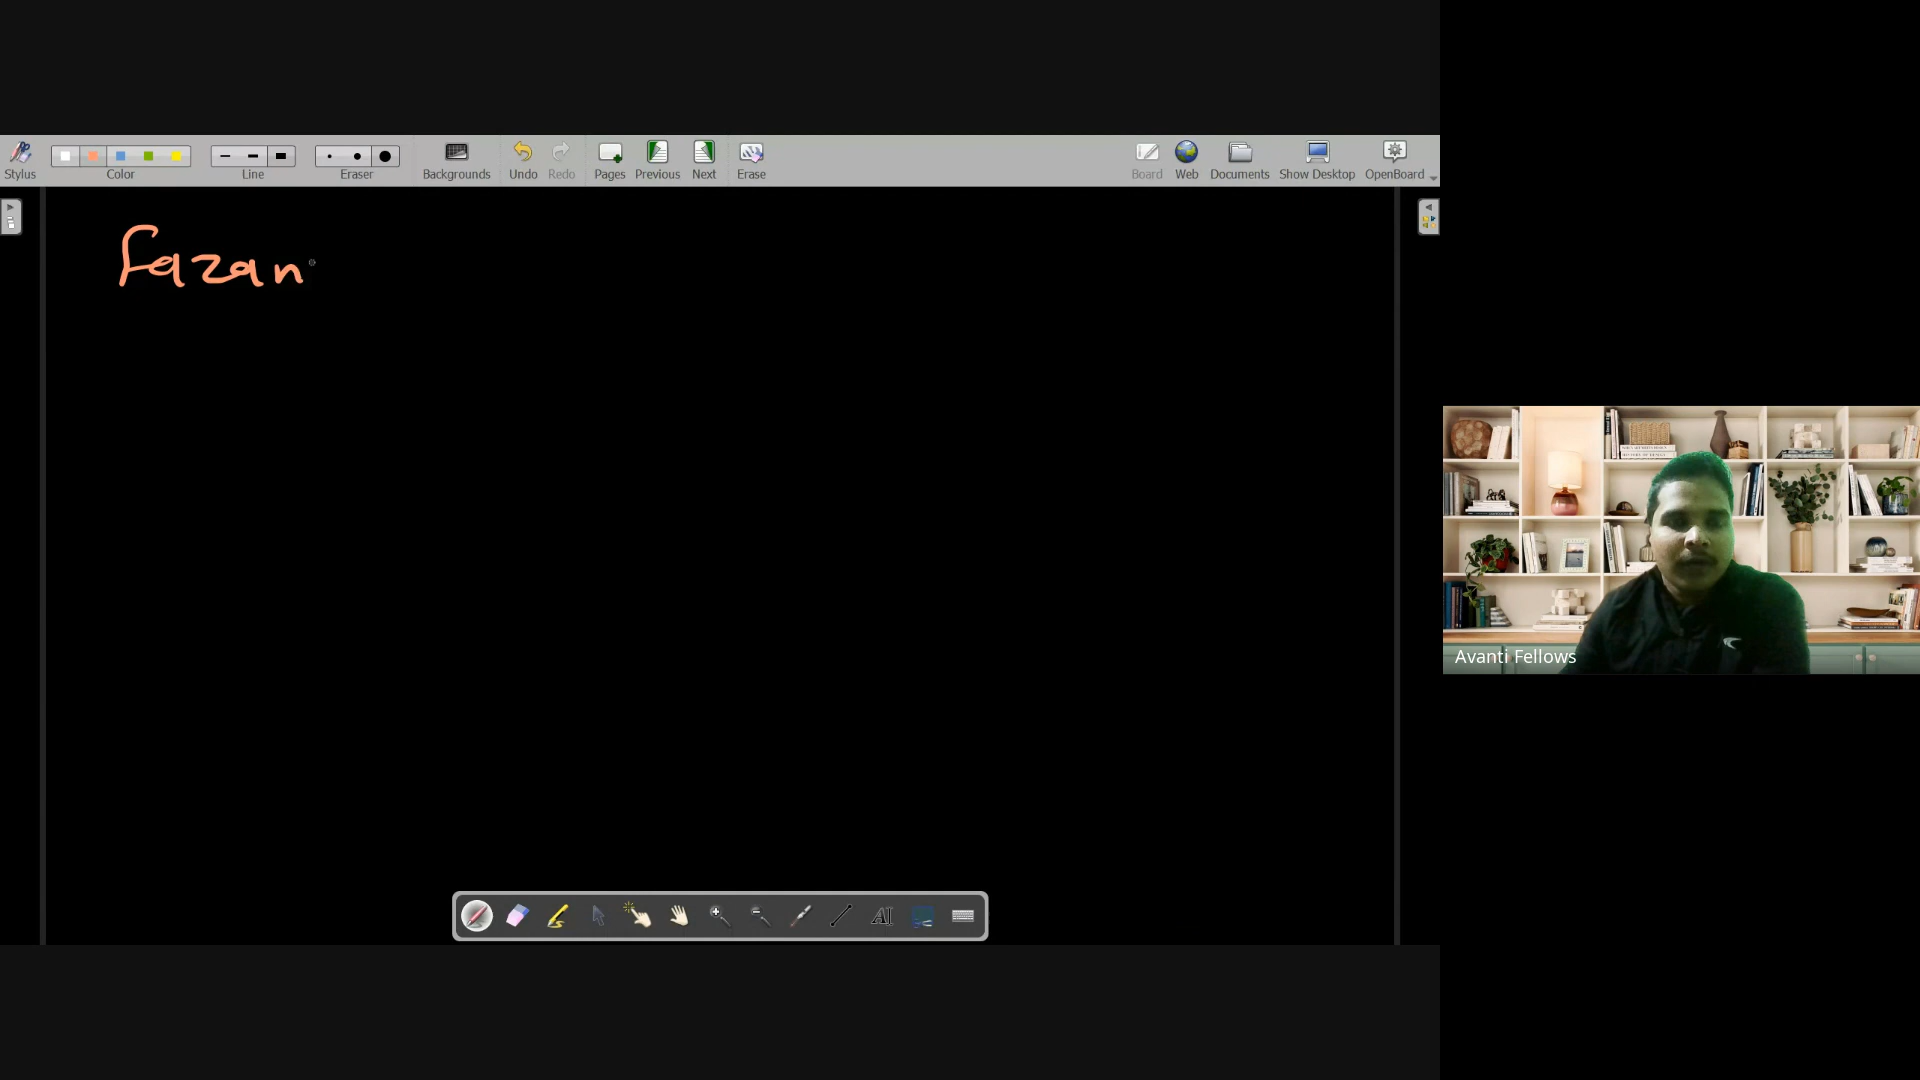 Stylus Color Line Eraser Backgrounds Undo Redo Pages Previous Next Erase Board Web Documents Show Desktop OpenBoard
Fazan
Avanti Fellows